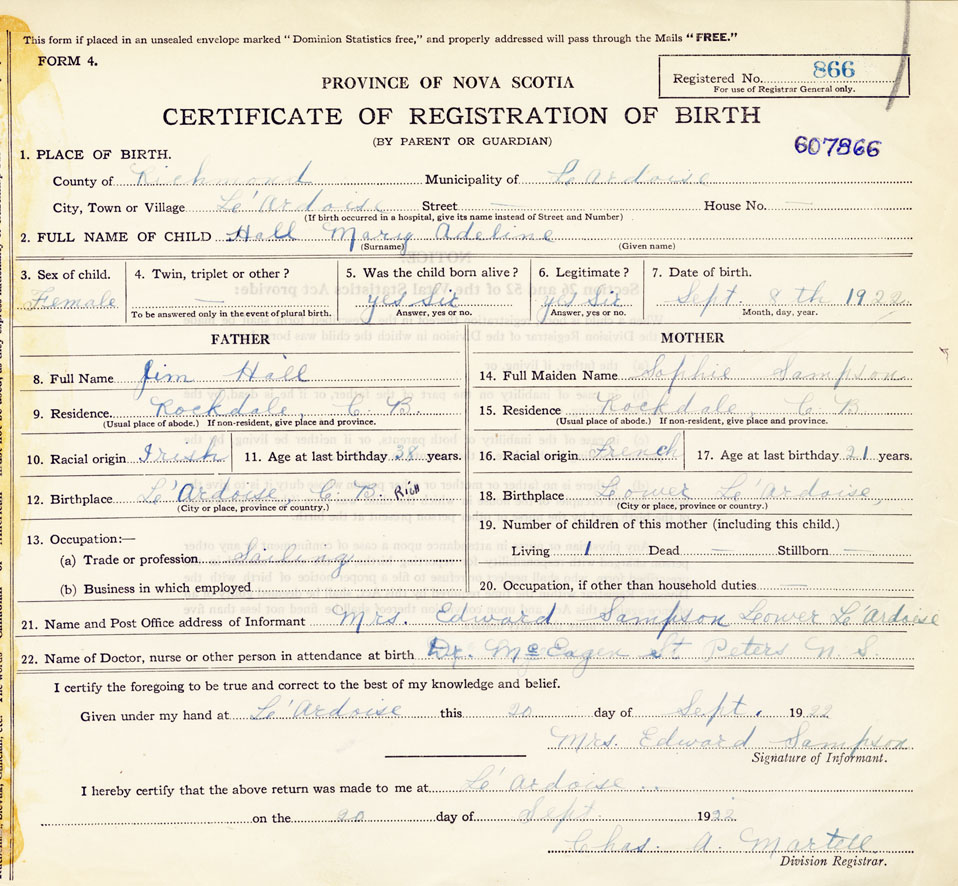 This form if placed in an unsealed envelope marked "Dominion Statistics free," and properly addressed will pass through the Mails "FREE."
FORM 4.
Registered No. 866
For use of Registrar General only.
PROVINCE OF NOVA SCOTIA
CERTIFICATE OF REGISTRATION OF BIRTH
(BY PARENT OR GUARDIAN)
607866
1. PLACE OF BIRTH.
County of Richmond Municipality of Le'Ardoise
City, Town or Village Le'Ardoise Street — House No. —
(If birth occurred in a hospital, give its name instead of Street and Number)
2. FULL NAME OF CHILD Hall Mary Adeline
(Surname) (Given name)
3. Sex of child. 4. Twin, triplet or other? 5. Was the child born alive? 6. Legitimate? 7. Date of birth.
Female — yes Sir yes Sir Sept. 8th 1922
To be answered only in the event of plural birth. Answer, yes or no. Answer, yes or no. Month, day, year.
FATHER
8. Full Name Jim Hall
9. Residence. Rockdale, C. B.
(Usual place of abode.) If non-resident, give place and province.
10. Racial origin Irish 11. Age at last birthday 38 years.
12. Birthplace Le'Ardoise, C. B. Rich
(City or place, province or country.)
13. Occupation:—
(a) Trade or profession Sailing
(b) Business in which employed
MOTHER
14. Full Maiden Name Sophie Sampson
15. Residence Rockdale, C. B
(Usual place of abode.) If non-resident, give place and province.
16. Racial origin French 17. Age at last birthday 21 years.
18. Birthplace Lower Le'Ardoise,
(City or place, province or country.)
19. Number of children of this mother (including this child.)
Living 1 Dead — Stillborn —
20. Occupation, if other than household duties —
21. Name and Post Office address of Informant Mrs. Edward Sampson Lower Le'Ardoise
22. Name of Doctor, nurse or other person in attendance at birth Dr. McEagen St Peters N. S.
I certify the foregoing to be true and correct to the best of my knowledge and belief.
Given under my hand at Le'Ardoise this 20 day of Sept. 1922
Mrs. Edward Sampson
Signature of Informant.
I hereby certify that the above return was made to me at Le'Ardoise
on the 20 day of Sept. 1922
Chas. A. Martell
Division Registrar.